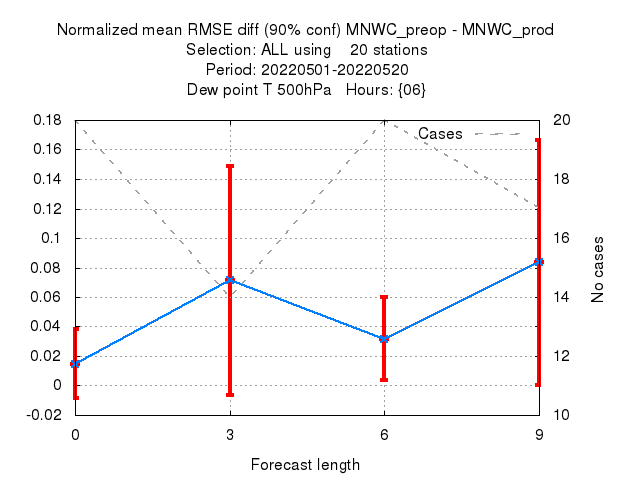 Normalized mean RMSE diff (90% conf) MNWC_preop - MNWC_prod
Selection: ALL using    20 stations
Period: 20220501-20220520
Dew point T 500hPa   Hours: {06}
Cases
0.18
0.16
0.14
0.12
0.1
0.08
0.06
0.04
0.02
0
-0.02
20
18
16
14
12
10
No cases
0 3 6 9
Forecast length